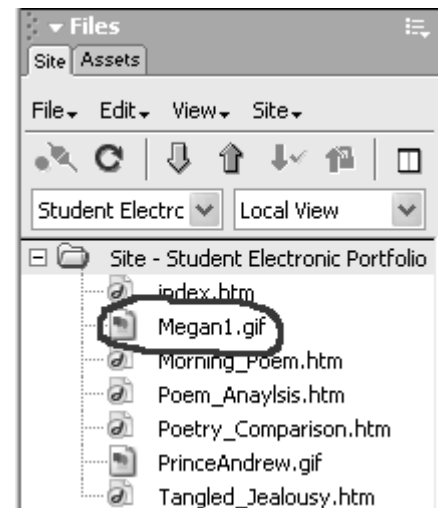 Files
Site Assets
File Edit View Site
Student Electrc Local View
Site - Student Electronic Portfolio
index.htm
Megan1.gif
Morning_Poem.htm
Poem_Anaylsis.htm
Poetry_Comparison.htm
PrinceAndrew.gif
Tangled_Jealousy.htm